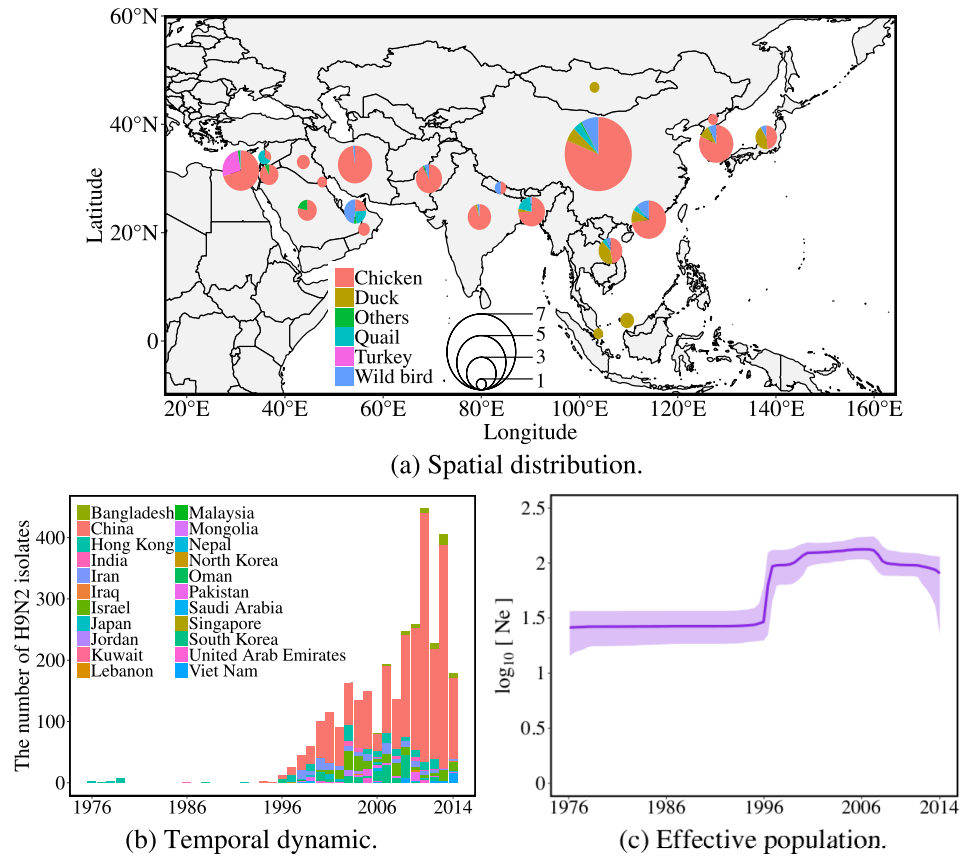 60°N
40°N
20°N
0
Latitude
Chicken
Duck
Others
Quail
Turkey
Wild bird
7
5
3
1
20°E 40°E 60°E 80°E 100°E 120°E 140°E 160°E
Longitude
(a) Spatial distribution.
The number of H9N2 isolates
400
300
200
100
0
Bangladesh Malaysia
China Mongolia
Hong Kong Nepal
India North Korea
Iran Oman
Iraq Pakistan
Israel Saudi Arabia
Japan Singapore
Jordan South Korea
Kuwait United Arab Emirates
Lebanon Viet Nam
1976 1986 1996 2006 2014
(b) Temporal dynamic.
log10 [ Ne ]
2.5
2
1.5
1
0.5
0
1976 1986 1996 2006 2014
(c) Effective population.